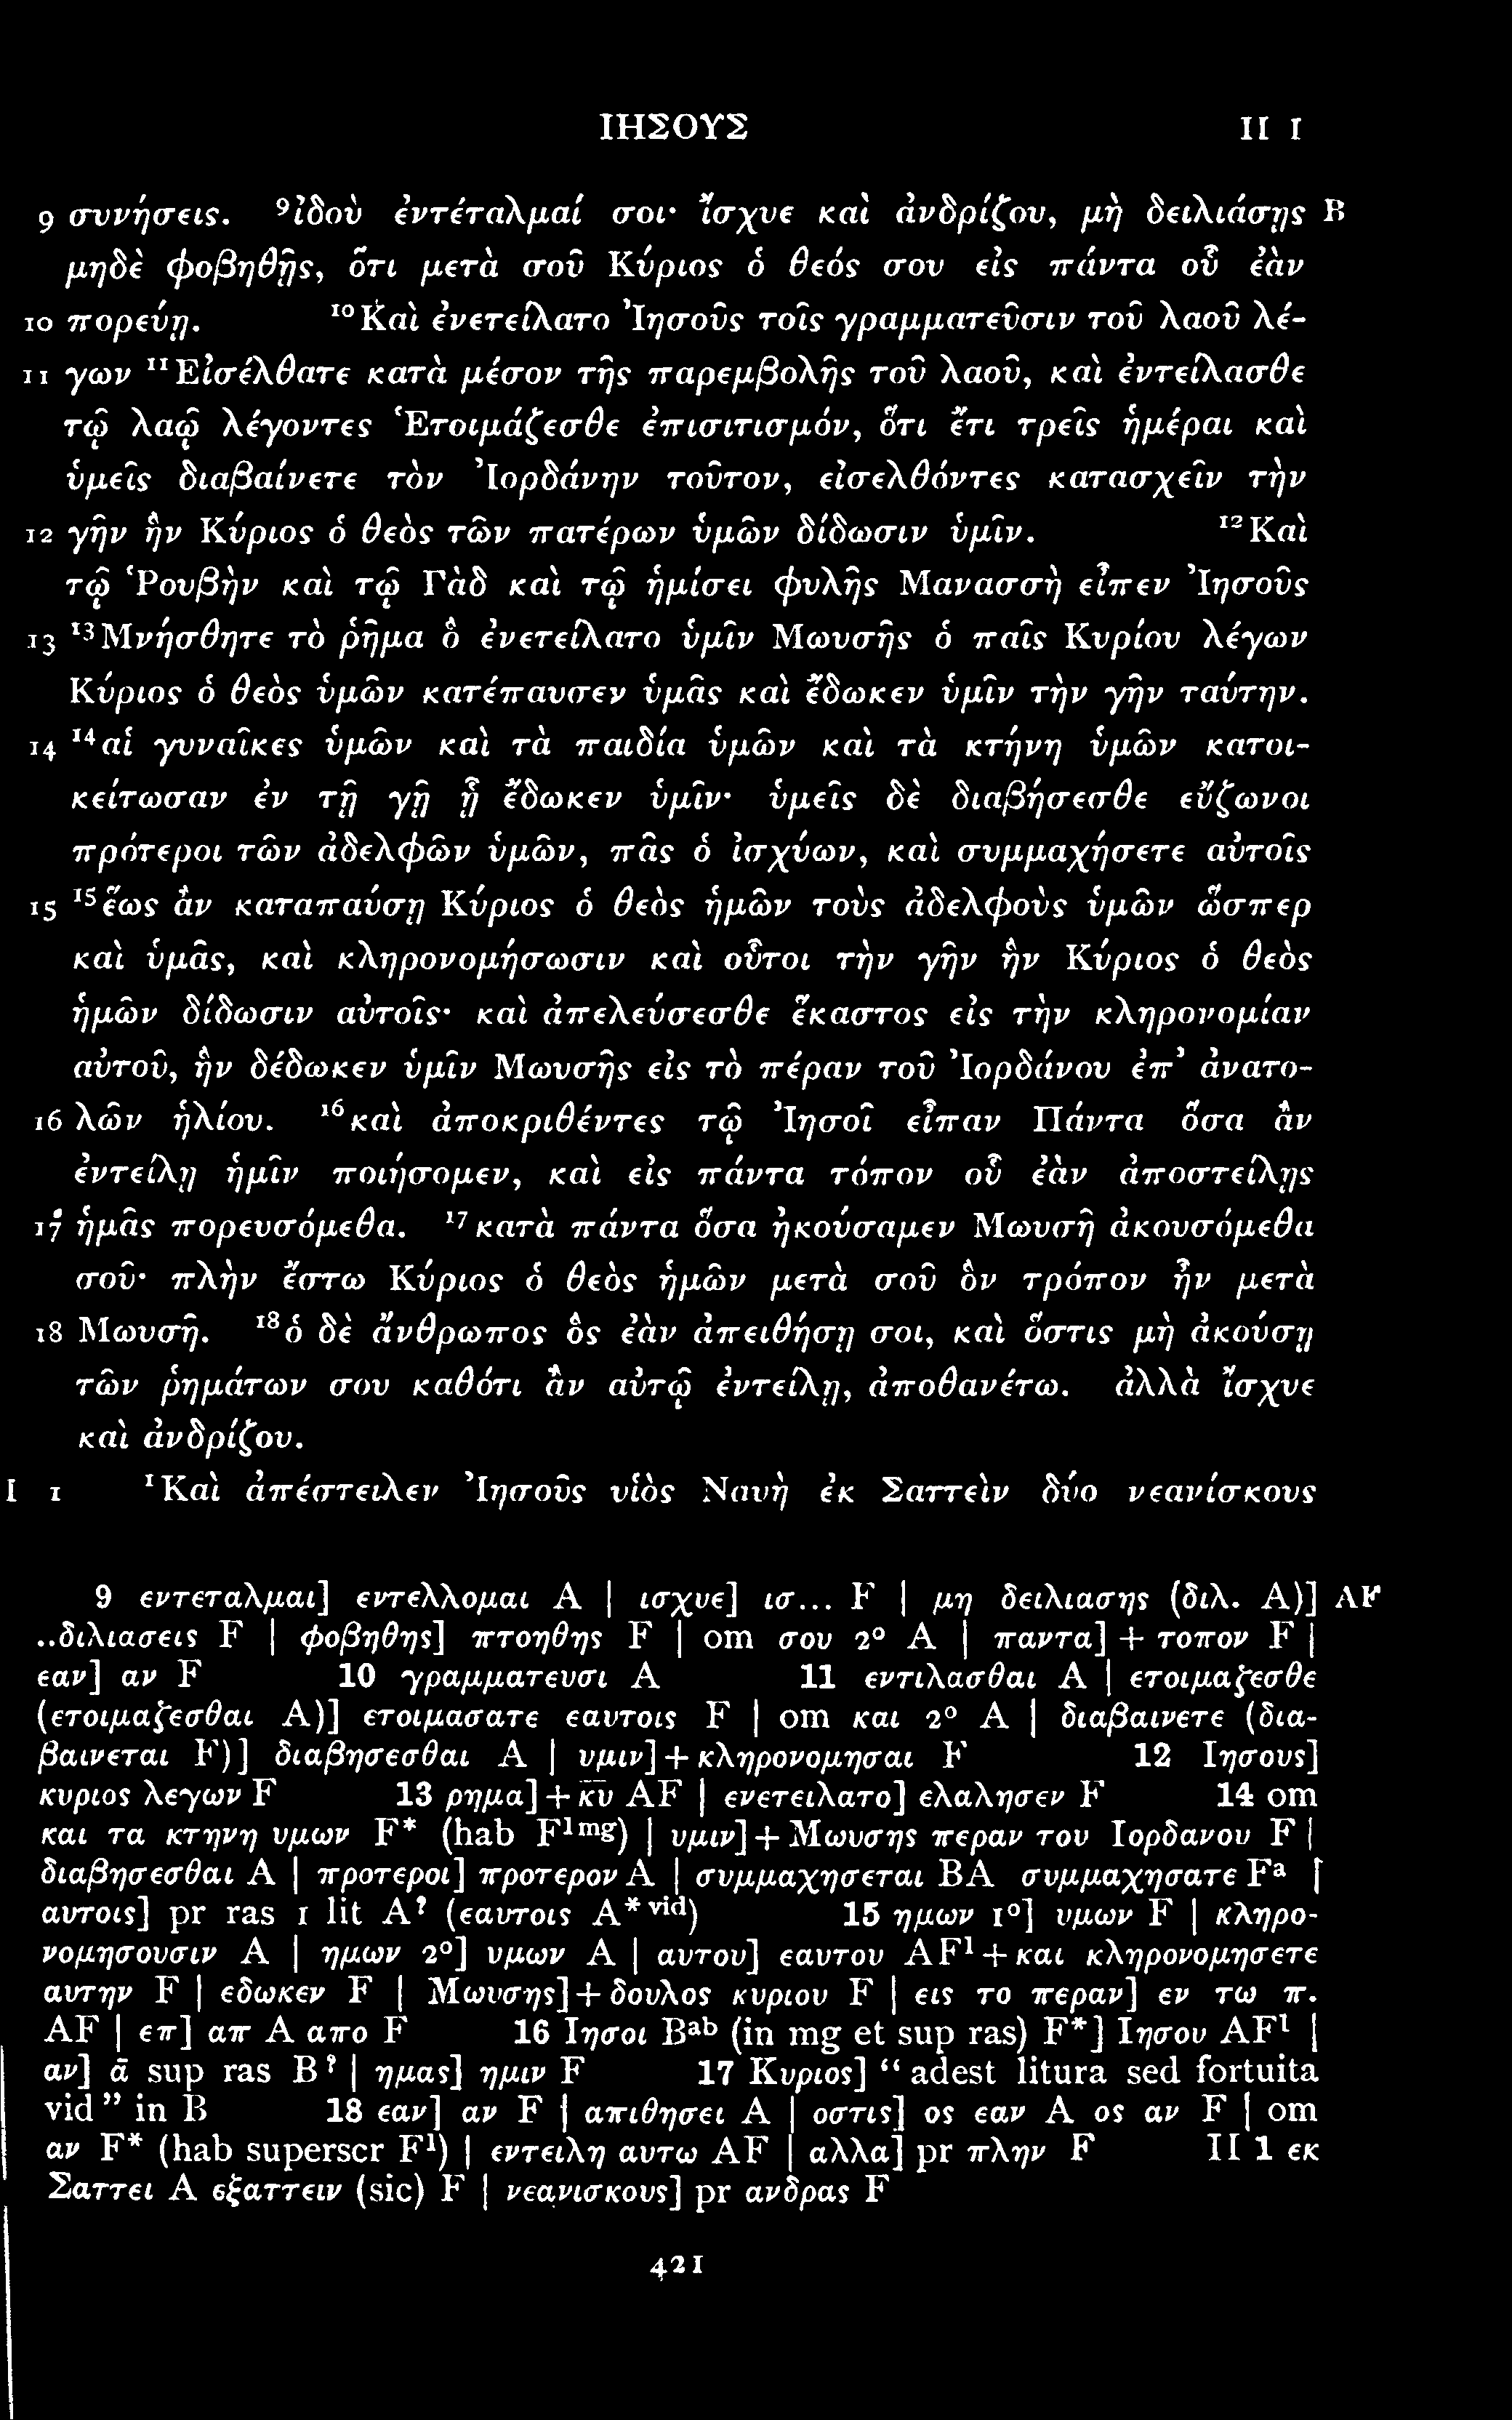 ΙΗΣΟΥΣ II 1
9 συνήσεις. ⁹ἰδοὺ ἐντέταλμαί σοι· ἴσχυε καὶ ἀνδρίζου, μὴ δειλιάσῃς B
μηδὲ φοβηθῇς, ὅτι μετὰ σοῦ Κύριος ὁ θεός σου εἰς πάντα οὗ ἐὰν
10 πορεύῃ. ¹⁰Καὶ ἐνετείλατο Ἰησοῦς τοῖς γραμματεῦσιν τοῦ λαοῦ λέ-
11 γων ¹¹Εἰσέλθατε κατὰ μέσον τῆς παρεμβολῆς τοῦ λαοῦ, καὶ ἐντείλασθε
τῷ λαῷ λέγοντες Ἑτοιμάζεσθε ἐπισιτισμόν, ὅτι ἔτι τρεῖς ἡμέραι καὶ
ὑμεῖς διαβαίνετε τὸν Ἰορδάνην τοῦτον, εἰσελθόντες κατασχεῖν τὴν
12 γῆν ἣν Κύριος ὁ θεὸς τῶν πατέρων ὑμῶν δίδωσιν ὑμῖν. ¹²Καὶ
τῷ Ῥουβὴν καὶ τῷ Γὰδ καὶ τῷ ἡμίσει φυλῆς Μανασσὴ εἶπεν Ἰησοῦς
13 ¹³Μνήσθητε τὸ ῥῆμα ὃ ἐνετείλατο ὑμῖν Μωυσῆς ὁ παῖς Κυρίου λέγων
Κύριος ὁ θεὸς ὑμῶν κατέπαυσεν ὑμᾶς καὶ ἔδωκεν ὑμῖν τὴν γῆν ταύτην.
14 ¹⁴αἱ γυναῖκες ὑμῶν καὶ τὰ παιδία ὑμῶν καὶ τὰ κτήνη ὑμῶν κατοι-
κείτωσαν ἐν τῇ γῇ ᾗ ἔδωκεν ὑμῖν· ὑμεῖς δὲ διαβήσεσθε εὔζωνοι
πρότεροι τῶν ἀδελφῶν ὑμῶν, πᾶς ὁ ἰσχύων, καὶ συμμαχήσετε αὐτοῖς
15 ¹⁵ἕως ἂν καταπαύσῃ Κύριος ὁ θεὸς ἡμῶν τοὺς ἀδελφοὺς ὑμῶν ὥσπερ
καὶ ὑμᾶς, καὶ κληρονομήσωσιν καὶ οὗτοι τὴν γῆν ἣν Κύριος ὁ θεὸς
ἡμῶν δίδωσιν αὐτοῖς· καὶ ἀπελεύσεσθε ἕκαστος εἰς τὴν κληρονομίαν
αὐτοῦ, ἣν δέδωκεν ὑμῖν Μωυσῆς εἰς τὸ πέραν τοῦ Ἰορδάνου ἐπ᾽ ἀνατο-
16 λῶν ἡλίου. ¹⁶καὶ ἀποκριθέντες τῷ Ἰησοῖ εἶπαν Πάντα ὅσα ἂν
ἐντείλῃ ἡμῖν ποιήσομεν, καὶ εἰς πάντα τόπον οὗ ἐὰν ἀποστείλῃς
17 ἡμᾶς πορευσόμεθα. ¹⁷κατὰ πάντα ὅσα ἠκούσαμεν Μωυσῆ ἀκουσόμεθα
σοῦ· πλὴν ἔστω Κύριος ὁ θεὸς ἡμῶν μετὰ σοῦ ὃν τρόπον ἦν μετὰ
18 Μωυσῆ. ¹⁸ὁ δὲ ἄνθρωπος ὃς ἐὰν ἀπειθήσῃ σοι, καὶ ὅστις μὴ ἀκούσῃ
τῶν ῥημάτων σου καθότι ἂν αὐτῷ ἐντείλῃ, ἀποθανέτω. ἀλλὰ ἴσχυε
καὶ ἀνδρίζου.
I 1 ¹Καὶ ἀπέστειλεν Ἰησοῦς υἱὸς Ναυὴ ἐκ Σαττεὶν δύο νεανίσκους
9 εντεταλμαι] εντελλομαι A | ισχυε] ισ... F | μη δειλιασης (διλ. A)] AF
..διλιασεις F | φοβηθης] πτοηθης F | om σου 2° A | παντα] + τοπον F |
εαν] αν F 10 γραμματευσι A 11 εντιλασθαι A | ετοιμαζεσθε
(ετοιμαζεσθαι A)] ετοιμασατε εαυτοις F | om και 2° A | διαβαινετε (δια-
βαινεται F)] διαβησεσθαι A | υμιν] + κληρονομησαι F 12 Ιησους]
κυριος λεγων F 13 ρημα] + κ̅υ̅ AF | ενετειλατο] ελαλησεν F 14 om
και τα κτηνη υμων F* (hab F¹ᵐᵍ) | υμιν] + Μωυσης περαν του Ιορδανου F |
διαβησεσθαι A | προτεροι] προτερον A | συμμαχησεται BA συμμαχησατε Fᵃ |
αυτοις] pr ras 1 lit A? (εαυτοις A*ᵛⁱᵈ) 15 ημων 1°] υμων F | κληρο-
νομησουσιν A | ημων 2°] υμων A | αυτου] εαυτου AF¹ + και κληρονομησετε
αυτην F | εδωκεν F | Μωυσης] + δουλος κυριου F | εις το περαν] εν τω π.
AF | επ] απ A απο F 16 Ιησοι Bᵃᵇ (in mg et sup ras) F*] Ιησου AF¹ |
αν] ᾱ sup ras B? | ημας] ημιν F 17 Κυριος] “adest litura sed fortuita
vid” in B 18 εαν] αν F | απιθησει A | οστις] ος εαν A ος αν F | om
αν F* (hab superscr F¹) | εντειλη αυτω AF | αλλα] pr πλην F II 1 εκ
Σαττει A εξαττειν (sic) F | νεανισκους] pr ανδρας F
421